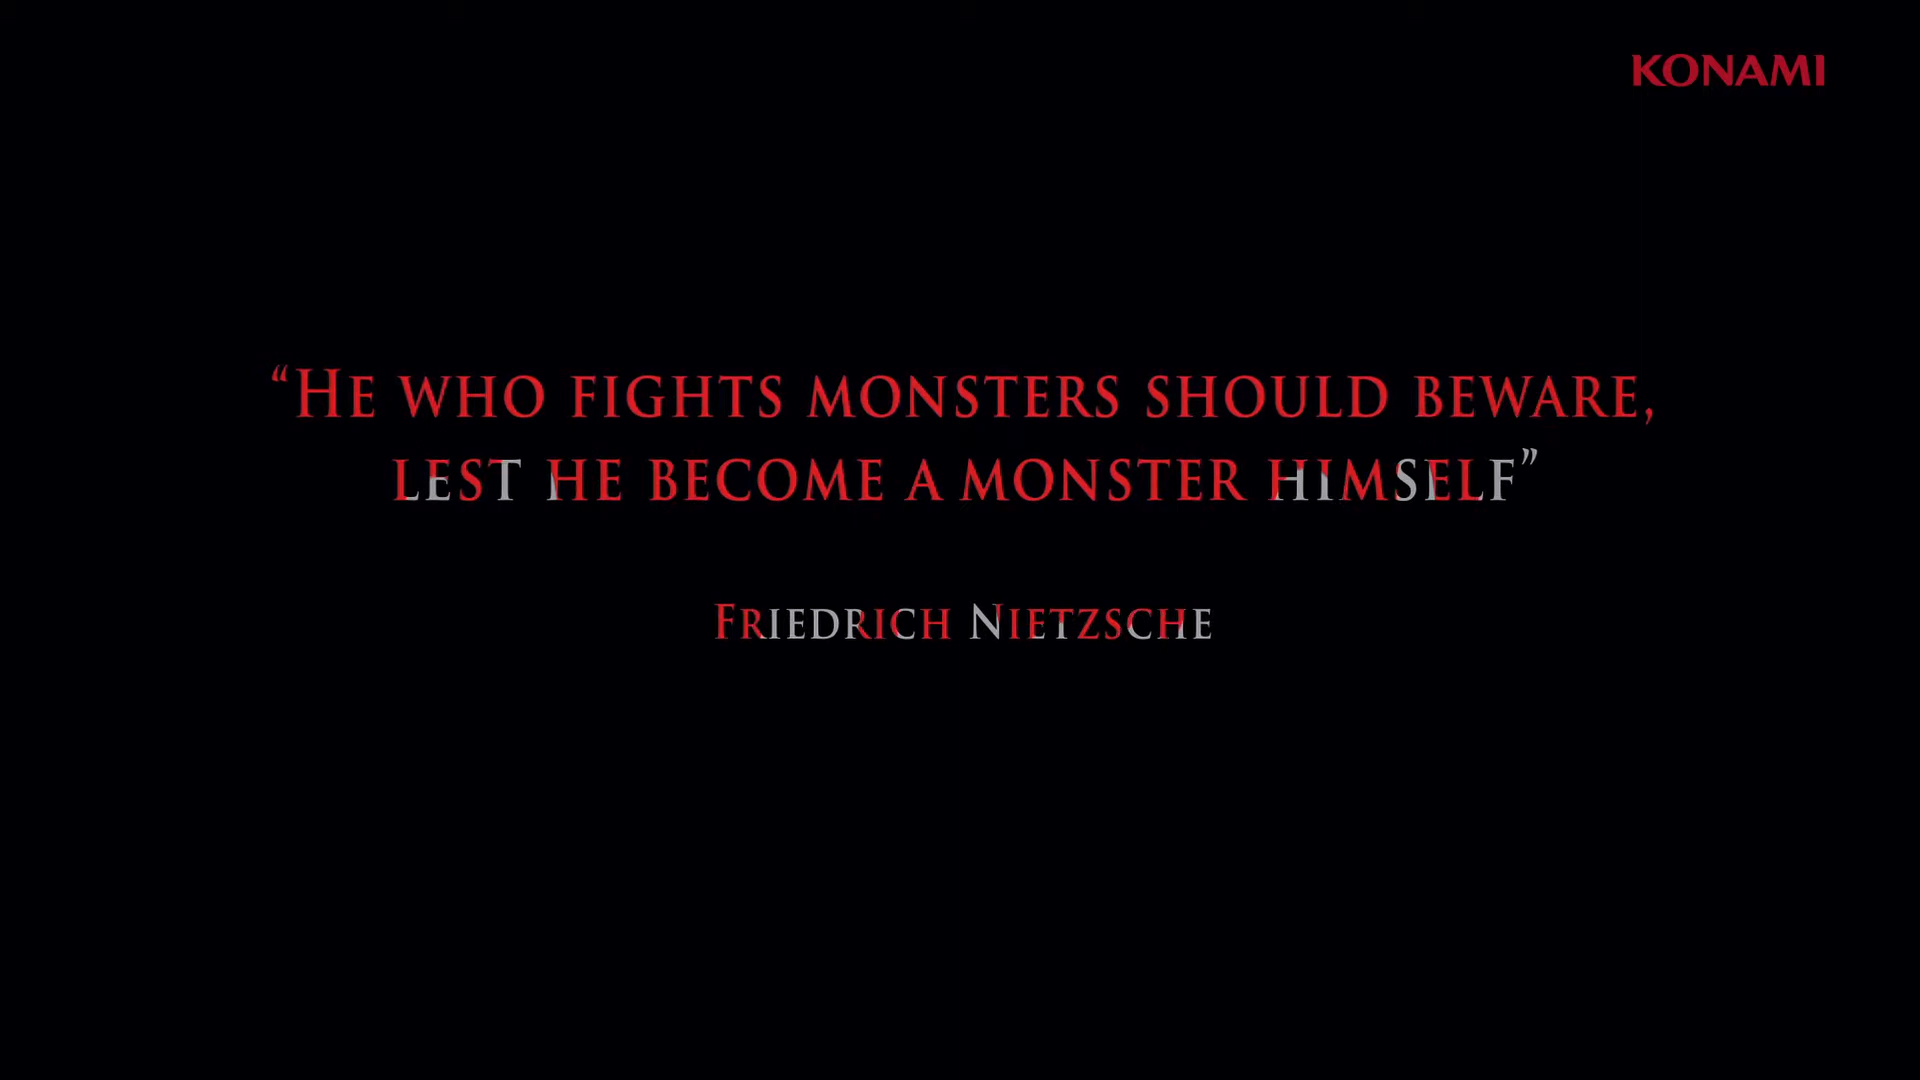 KONAMI
“HE WHO FIGHTS MONSTERS SHOULD BEWARE,
LEST HE BECOME A MONSTER HIMSELF”
FRIEDRICH NIETZSCHE